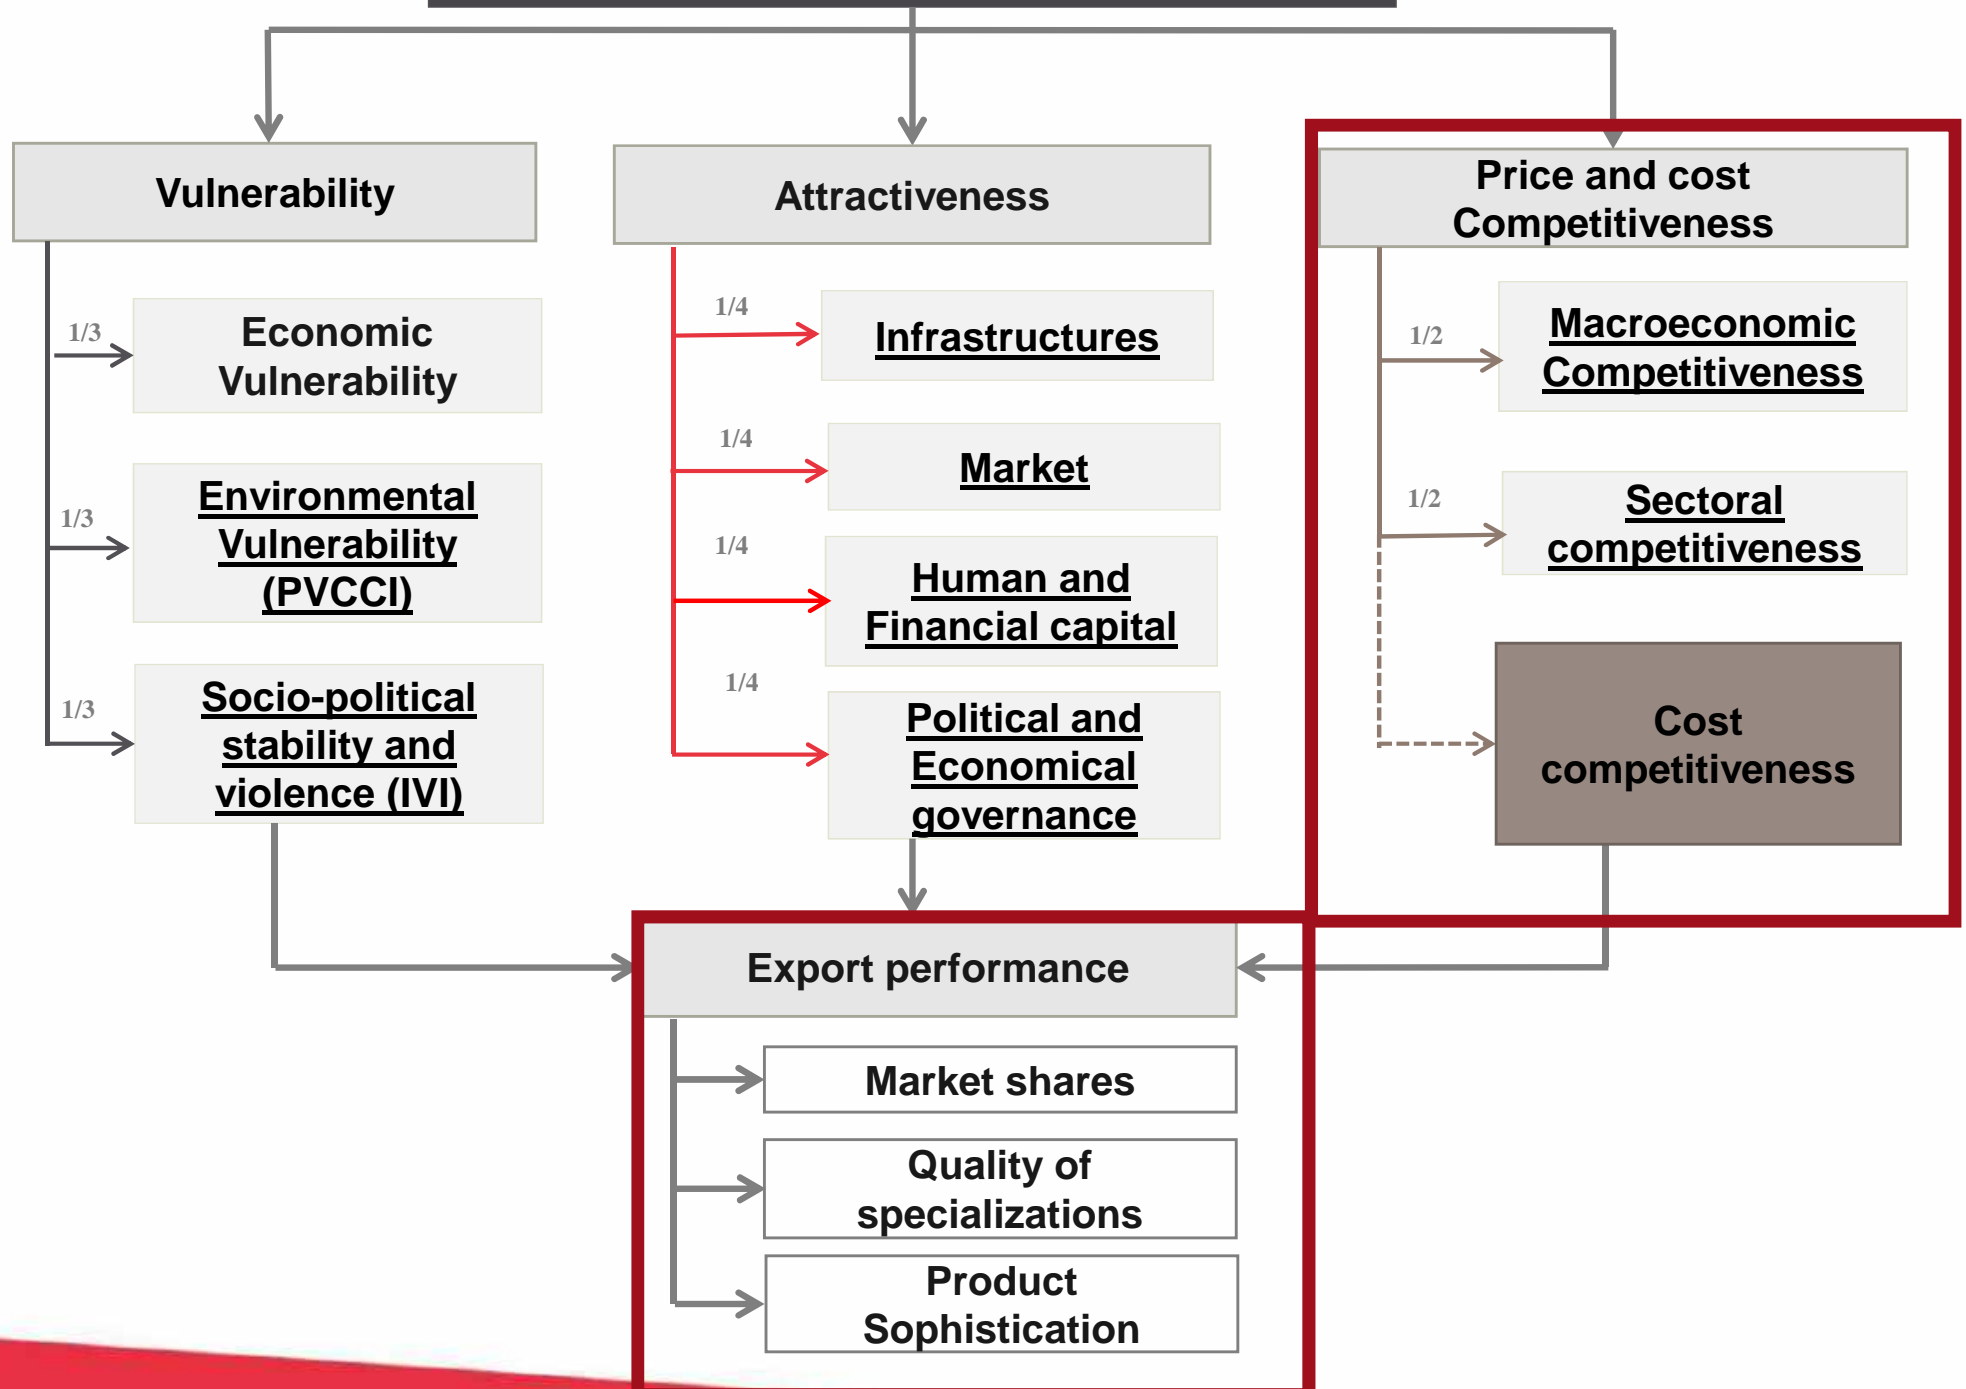 Vulnerability
1/3
Economic
Vulnerability
1/3
Environmental
Vulnerability
(PVCCI)
1/3
Socio-political
stability and
violence (IVI)
Attractiveness
1/4
Infrastructures
1/4
Market
1/4
Human and
Financial capital
1/4
Political and
Economical
governance
Price and cost
Competitiveness
1/2
Macroeconomic
Competitiveness
1/2
Sectoral
competitiveness
Cost
competitiveness
Export performance
Market shares
Quality of
specializations
Product
Sophistication